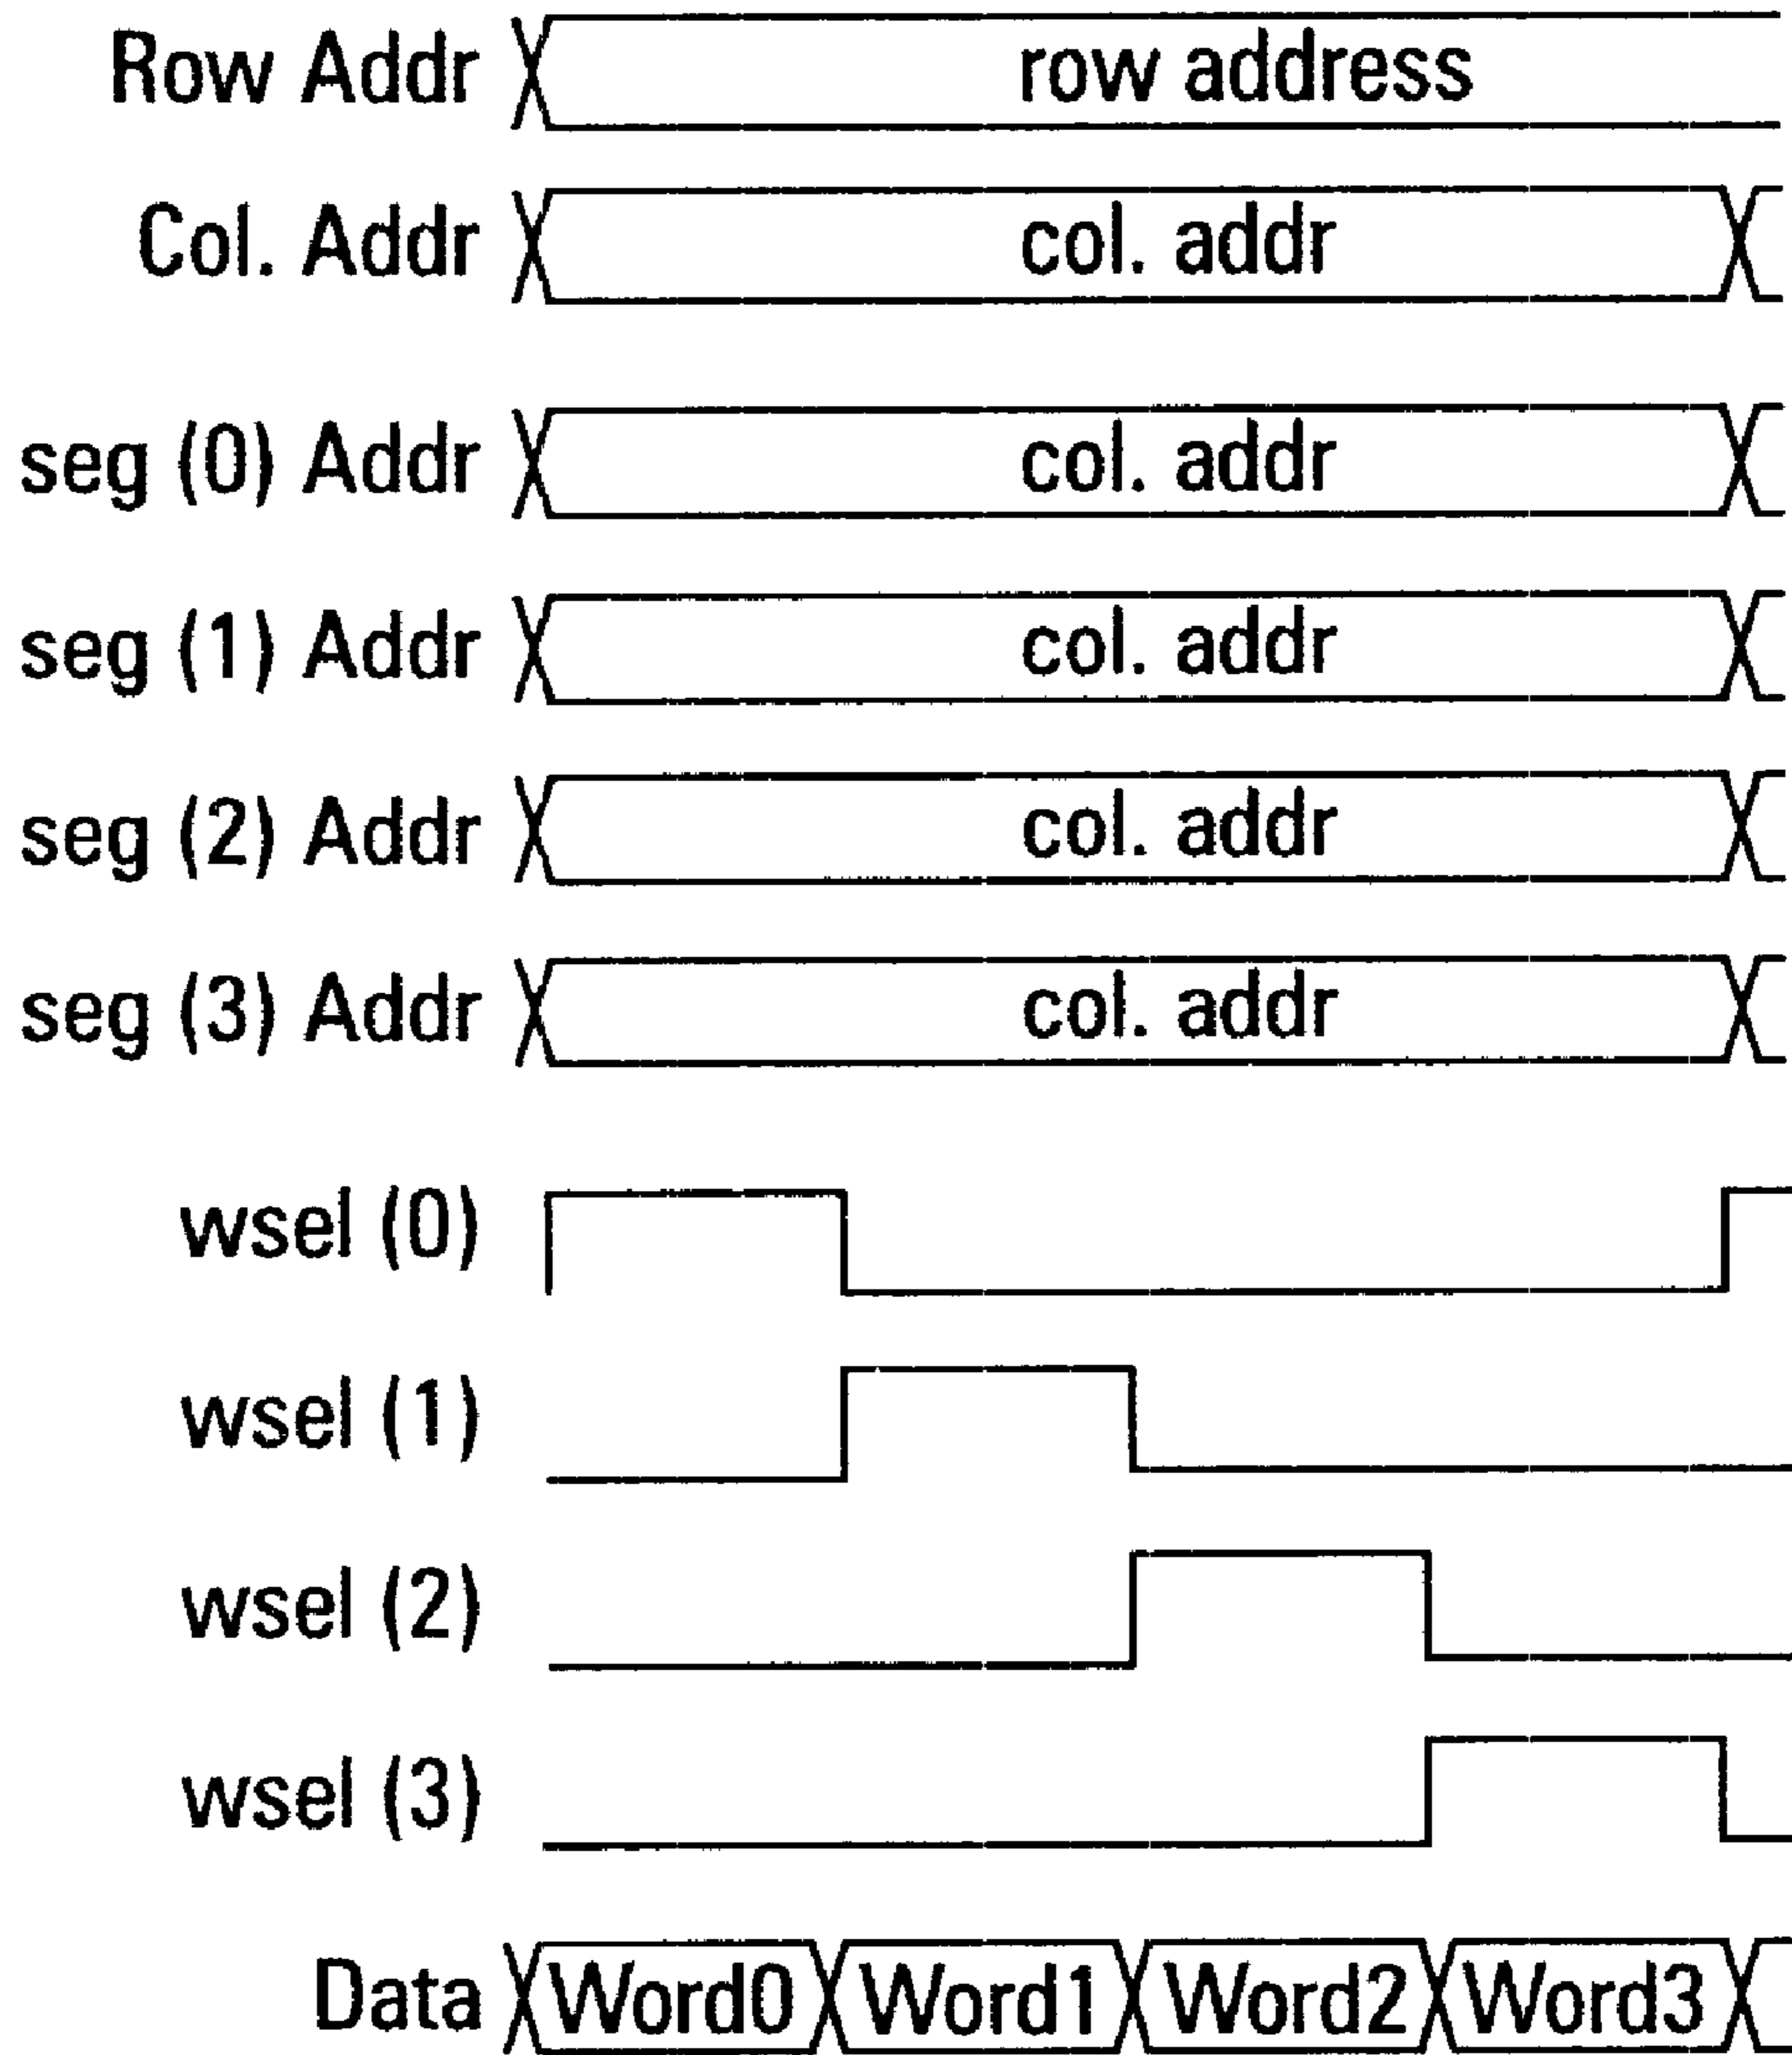 Row Addr row address
Col. Addr col. addr
seg (0) Addr col. addr
seg (1) Addr col. addr
seg (2) Addr col. addr
seg (3) Addr col. addr
wsel (0)
wsel (1)
wsel (2)
wsel (3)
Data Word0 Word1 Word2 Word3